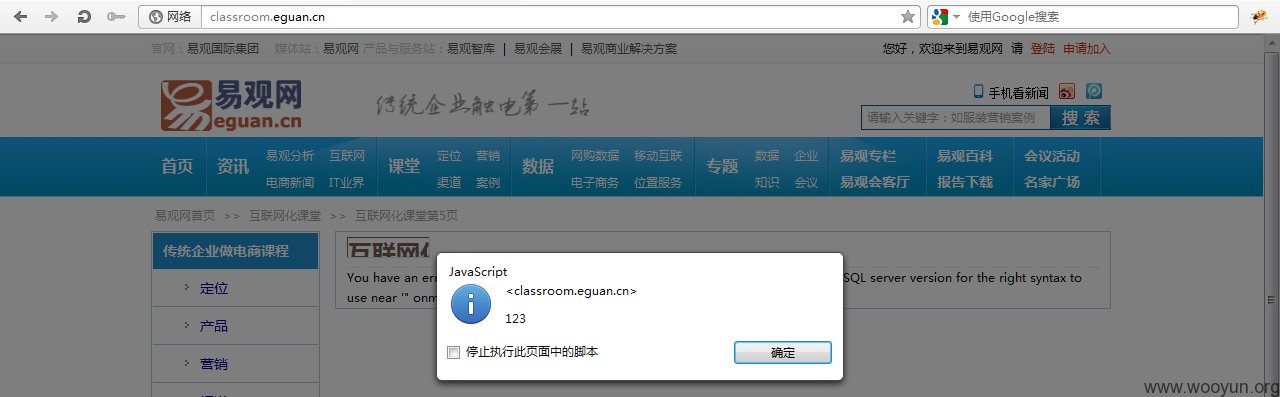 网络 classroom.eguan.cn 使用Google搜索
官网：易观国际集团 媒体站：易观网 产品与服务站：易观智库 | 易观会展 | 易观商业解决方案 您好，欢迎来到易观网 请 登陆 申请加入
易观网
eguan.cn
传统企业触电第一站
手机看新闻
请输入关键字：如服装营销案例 搜 索
首页 资讯 易观分析 互联网 课堂 定位 营销 数据 网购数据 移动互联 专题 数据 企业 易观专栏 易观百科 会议活动
电商新闻 IT业界 渠道 案例 电子商务 位置服务 知识 会议 易观会客厅 报告下载 名家广场
易观网首页 >> 互联网化课堂 >> 互联网化课堂第5页
传统企业做电商课程
定位
产品
营销
互联网化
You have an err
SQL server version for the right syntax to
use near '" onm
JavaScript
<classroom.eguan.cn>
123
停止执行此页面中的脚本 确定
www.wooyun.org